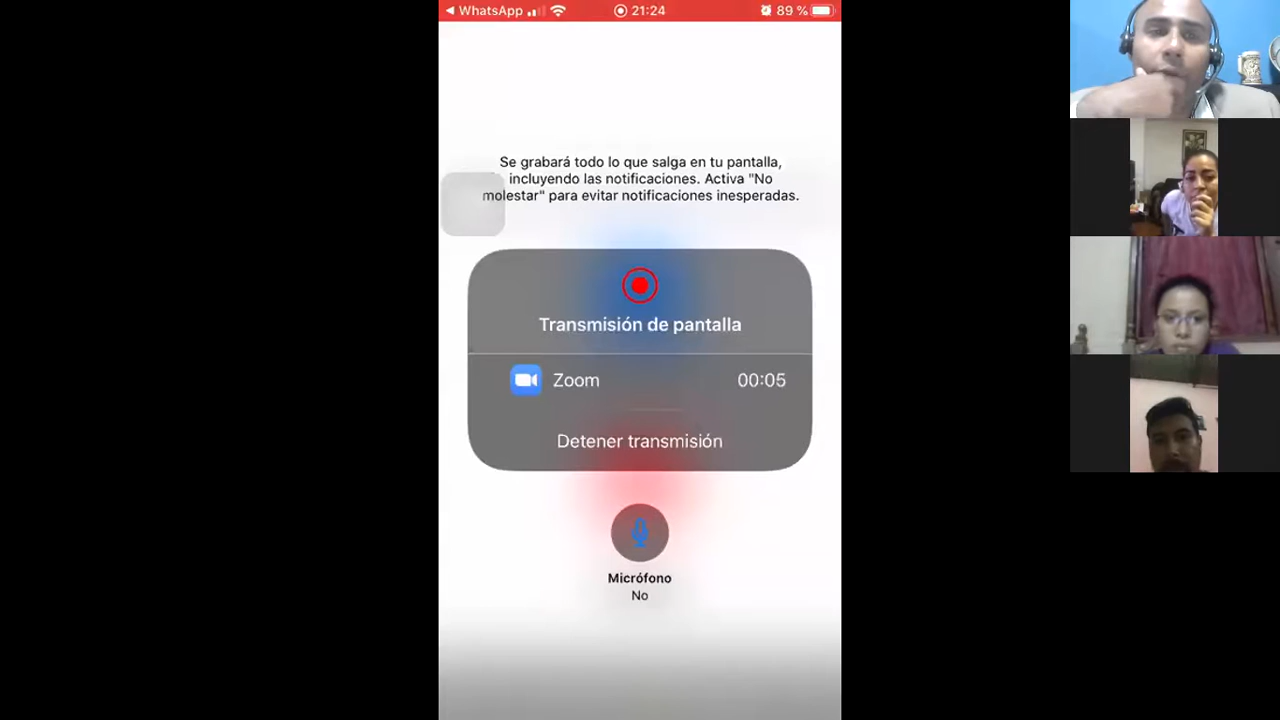 ◀ WhatsApp 21:24 89 %
Se grabará todo lo que salga en tu pantalla,
incluyendo las notificaciones. Activa "No
molestar" para evitar notificaciones inesperadas.
Transmisión de pantalla
Zoom 00:05
Detener transmisión
Micrófono
No